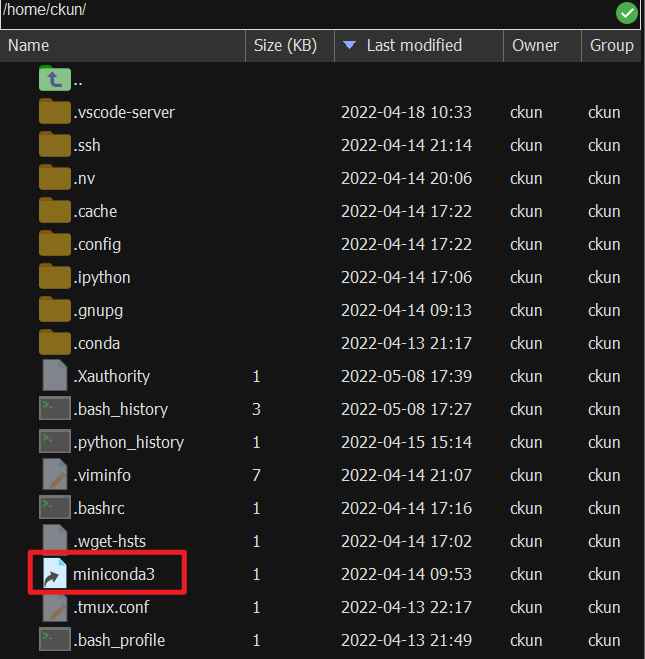 /home/ckun/
Name Size (KB) Last modified Owner Group
..
.vscode-server 2022-04-18 10:33 ckun ckun
.ssh 2022-04-14 21:14 ckun ckun
.nv 2022-04-14 20:06 ckun ckun
.cache 2022-04-14 17:22 ckun ckun
.config 2022-04-14 17:22 ckun ckun
.ipython 2022-04-14 17:06 ckun ckun
.gnupg 2022-04-14 09:13 ckun ckun
.conda 2022-04-13 21:17 ckun ckun
.Xauthority 1 2022-05-08 17:39 ckun ckun
.bash_history 3 2022-05-08 17:27 ckun ckun
.python_history 1 2022-04-15 15:14 ckun ckun
.viminfo 7 2022-04-14 21:07 ckun ckun
.bashrc 1 2022-04-14 17:16 ckun ckun
.wget-hsts 1 2022-04-14 17:02 ckun ckun
miniconda3 1 2022-04-14 09:53 ckun ckun
.tmux.conf 1 2022-04-13 22:17 ckun ckun
.bash_profile 1 2022-04-13 21:49 ckun ckun